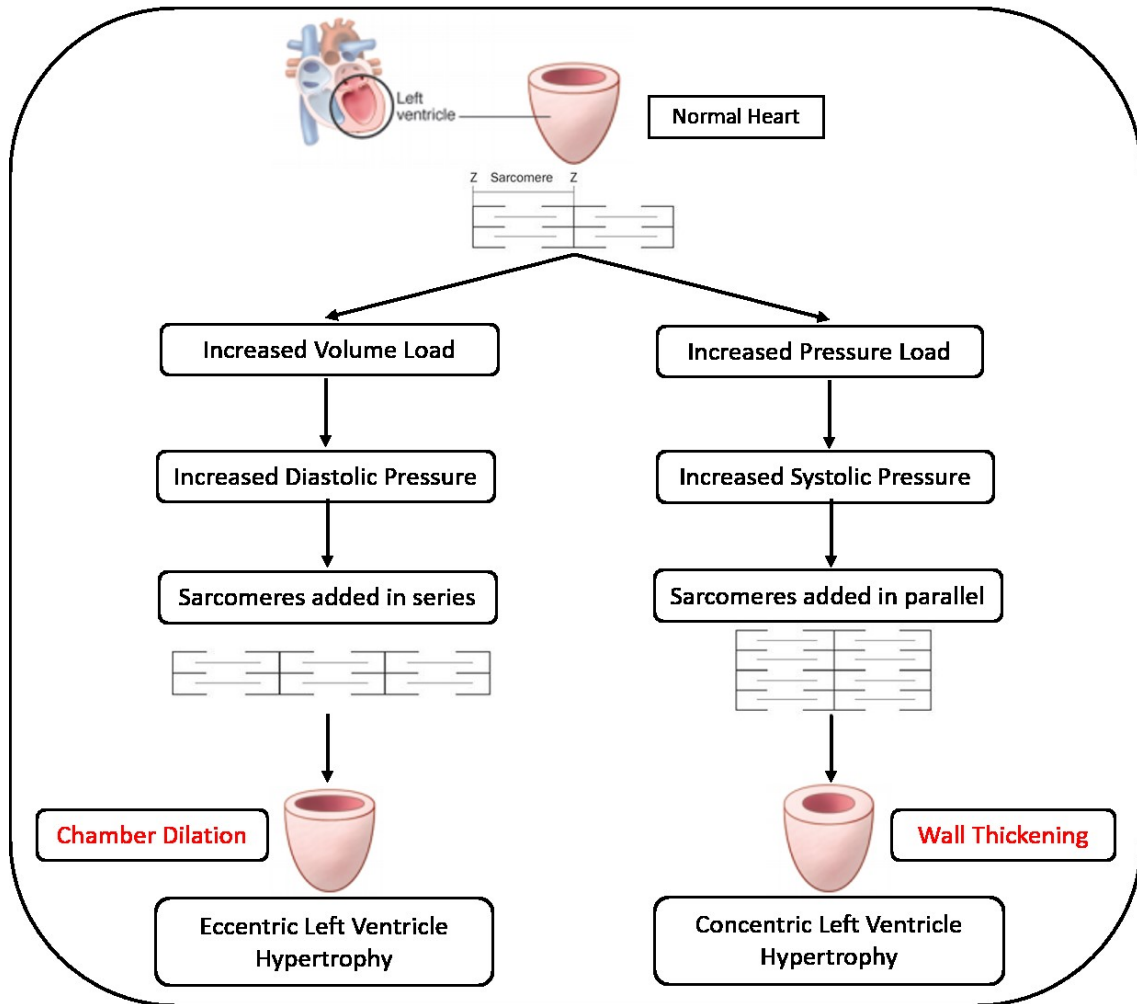 Left
ventricle
Normal Heart
Z Sarcomere Z
Increased Volume Load
Increased Pressure Load
Increased Diastolic Pressure
Increased Systolic Pressure
Sarcomeres added in series
Sarcomeres added in parallel
Chamber Dilation
Wall Thickening
Eccentric Left Ventricle
Hypertrophy
Concentric Left Ventricle
Hypertrophy